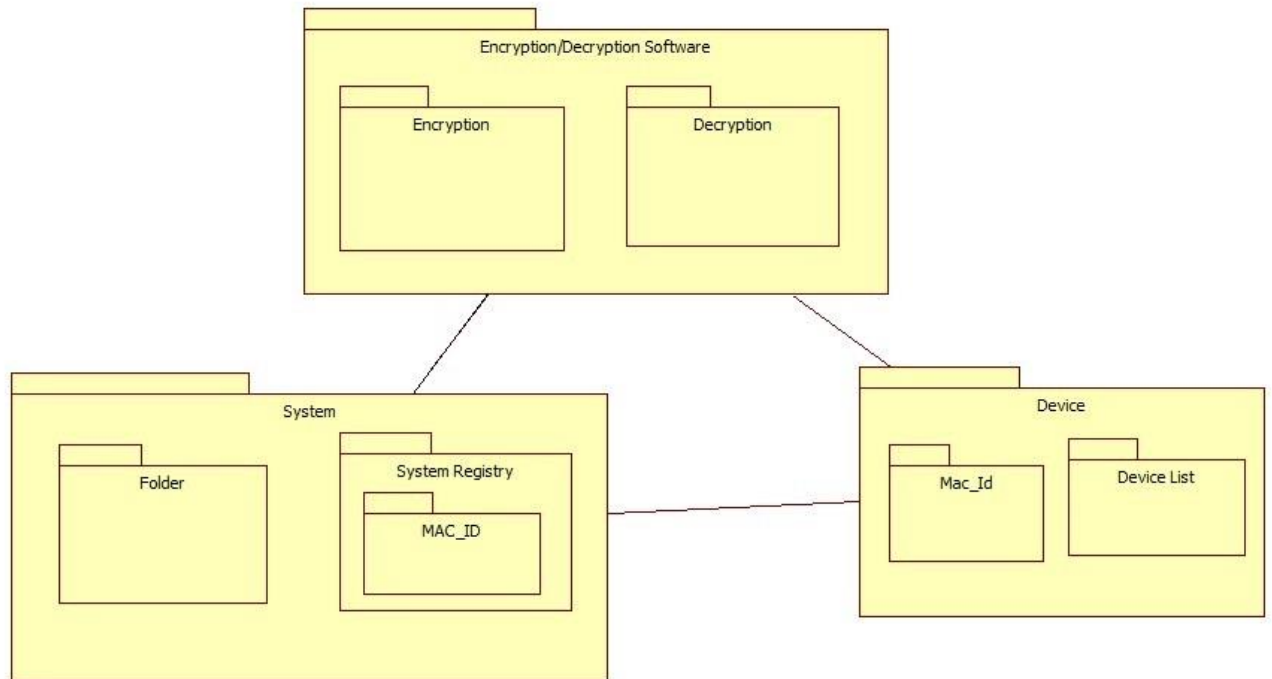 Encryption/Decryption Software
Encryption
Decryption
System
Folder
System Registry
MAC_ID
Device
Mac_Id
Device List